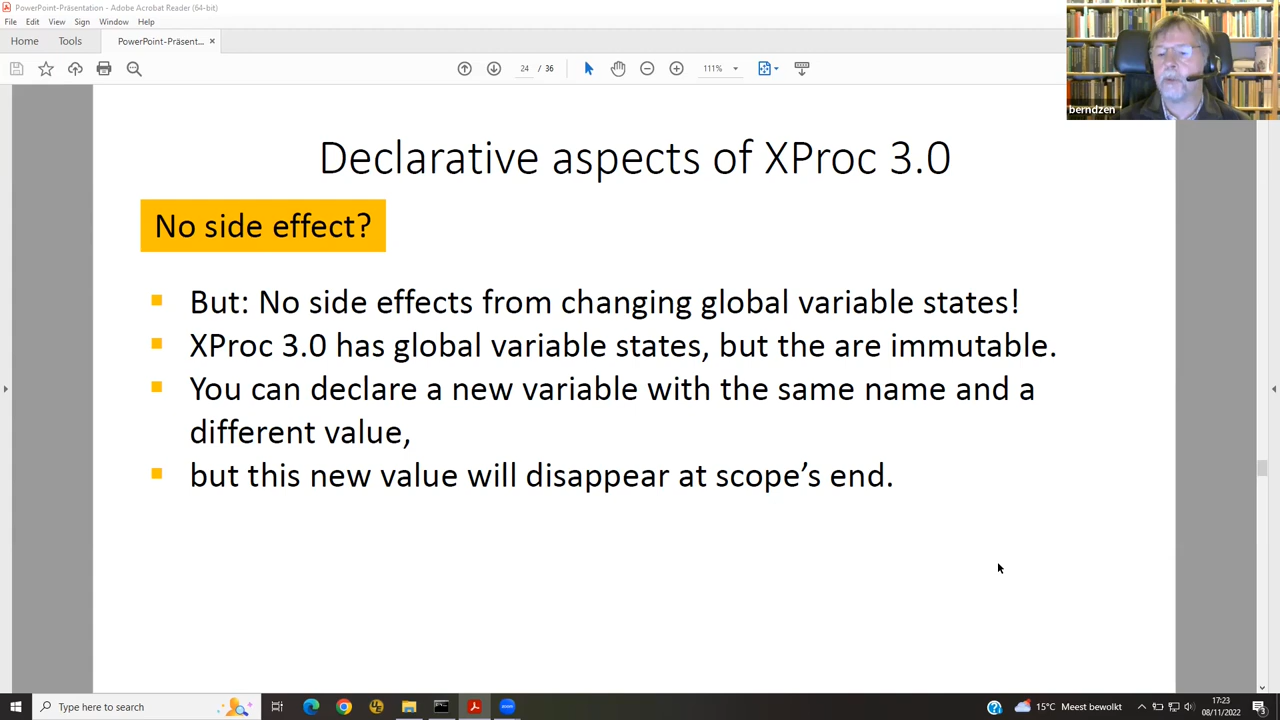 PowerPoint-Präsentation - Adobe Acrobat Reader (64-bit)
File Edit View Sign Window Help
Home Tools PowerPoint-Präsent... ×
24 / 36 111%
berndzen
Declarative aspects of XProc 3.0
No side effect?
But: No side effects from changing global variable states!
XProc 3.0 has global variable states, but the are immutable.
You can declare a new variable with the same name and a
different value,
but this new value will disappear at scope’s end.
Type here to search
15°C Meest bewolkt
17:23
08/11/2022
3